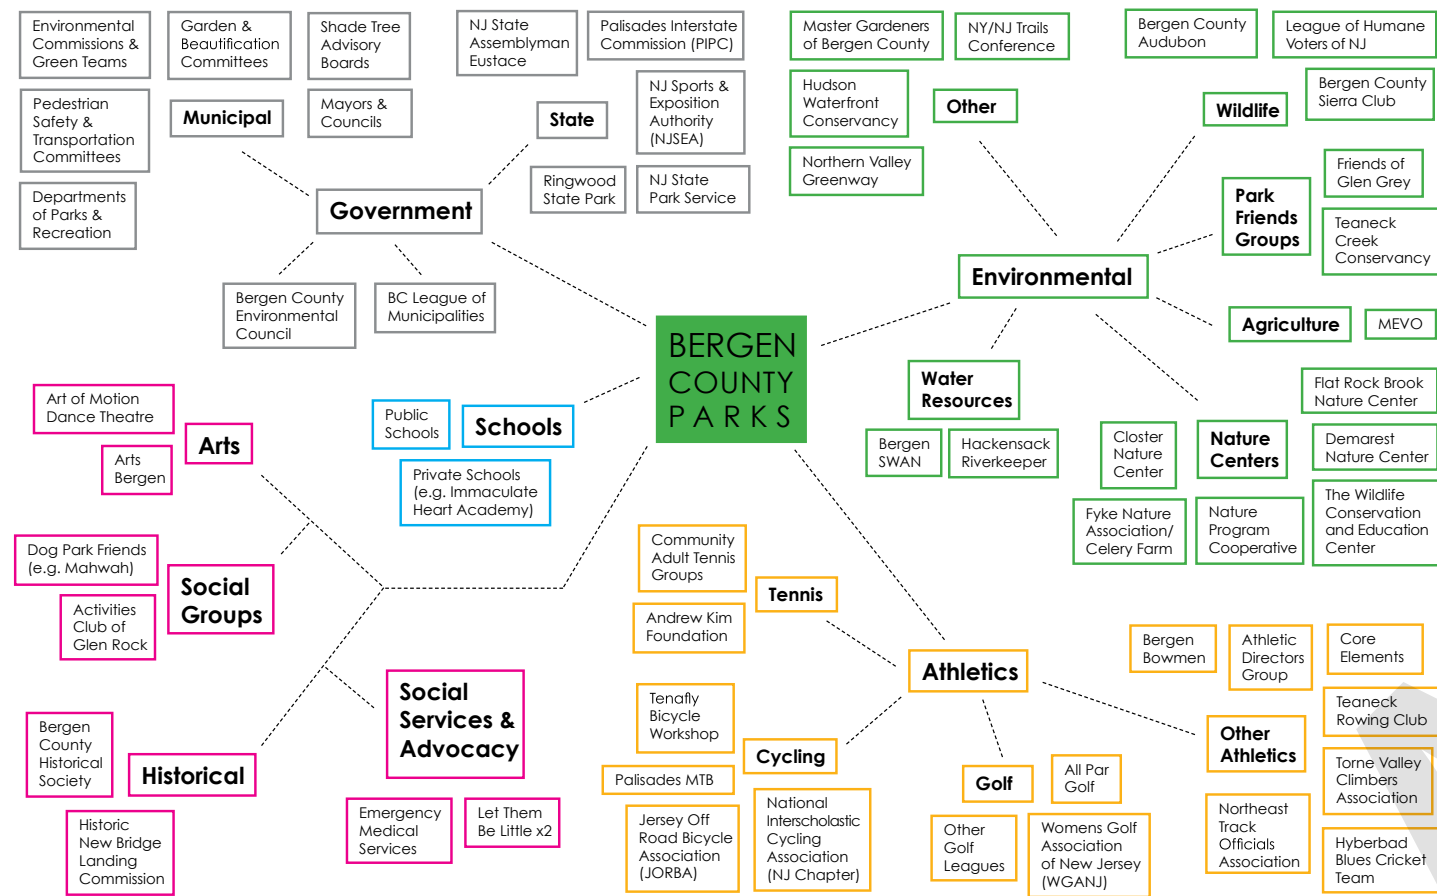 Environmental
Commissions &
Green Teams
Garden &
Beautification
Committees
Shade Tree
Advisory
Boards
Pedestrian
Safety &
Transportation
Committees
Municipal
Mayors &
Councils
Departments
of Parks &
Recreation
NJ State
Assemblyman
Eustace
Palisades Interstate
Commission (PIPC)
State
NJ Sports &
Exposition
Authority
(NJSEA)
Ringwood
State Park
NJ State
Park Service
Government
Bergen County
Environmental
Council
BC League of
Municipalities
Master Gardeners
of Bergen County
NY/NJ Trails
Conference
Hudson
Waterfront
Conservancy
Other
Northern Valley
Greenway
Bergen County
Audubon
League of Humane
Voters of NJ
Wildlife
Bergen County
Sierra Club
Park
Friends
Groups
Friends of
Glen Grey
Teaneck
Creek
Conservancy
Environmental
Agriculture
MEVO
Water
Resources
Bergen
SWAN
Hackensack
Riverkeeper
Nature
Centers
Flat Rock Brook
Nature Center
Closter
Nature
Center
Demarest
Nature Center
Fyke Nature
Association/
Celery Farm
Nature
Program
Cooperative
The Wildlife
Conservation
and Education
Center
BERGEN
COUNTY
PARKS
Art of Motion
Dance Theatre
Arts
Arts
Bergen
Public
Schools
Schools
Private Schools
(e.g. Immaculate
Heart Academy)
Dog Park Friends
(e.g. Mahwah)
Social
Groups
Activities
Club of
Glen Rock
Social
Services &
Advocacy
Emergency
Medical
Services
Let Them
Be Little x2
Bergen
County
Historical
Society
Historical
Historic
New Bridge
Landing
Commission
Community
Adult Tennis
Groups
Tennis
Andrew Kim
Foundation
Athletics
Tenafly
Bicycle
Workshop
Cycling
Palisades MTB
Jersey Off
Road Bicycle
Association
(JORBA)
National
Interscholastic
Cycling
Association
(NJ Chapter)
Golf
All Par
Golf
Other
Golf
Leagues
Womens Golf
Association
of New Jersey
(WGANJ)
Bergen
Bowmen
Athletic
Directors
Group
Core
Elements
Other
Athletics
Teaneck
Rowing Club
Torne Valley
Climbers
Association
Northeast
Track
Officials
Association
Hyberbad
Blues Cricket
Team